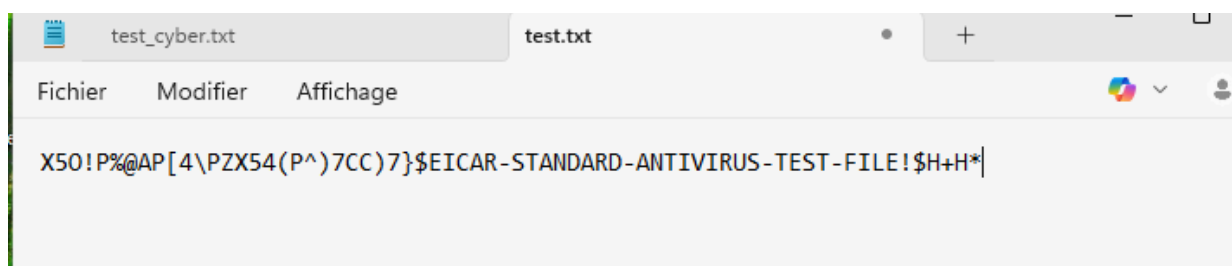 test_cyber.txt test.txt
Fichier Modifier Affichage
X5O!P%@AP[4\PZX54(P^)7CC)7}$EICAR-STANDARD-ANTIVIRUS-TEST-FILE!$H+H*